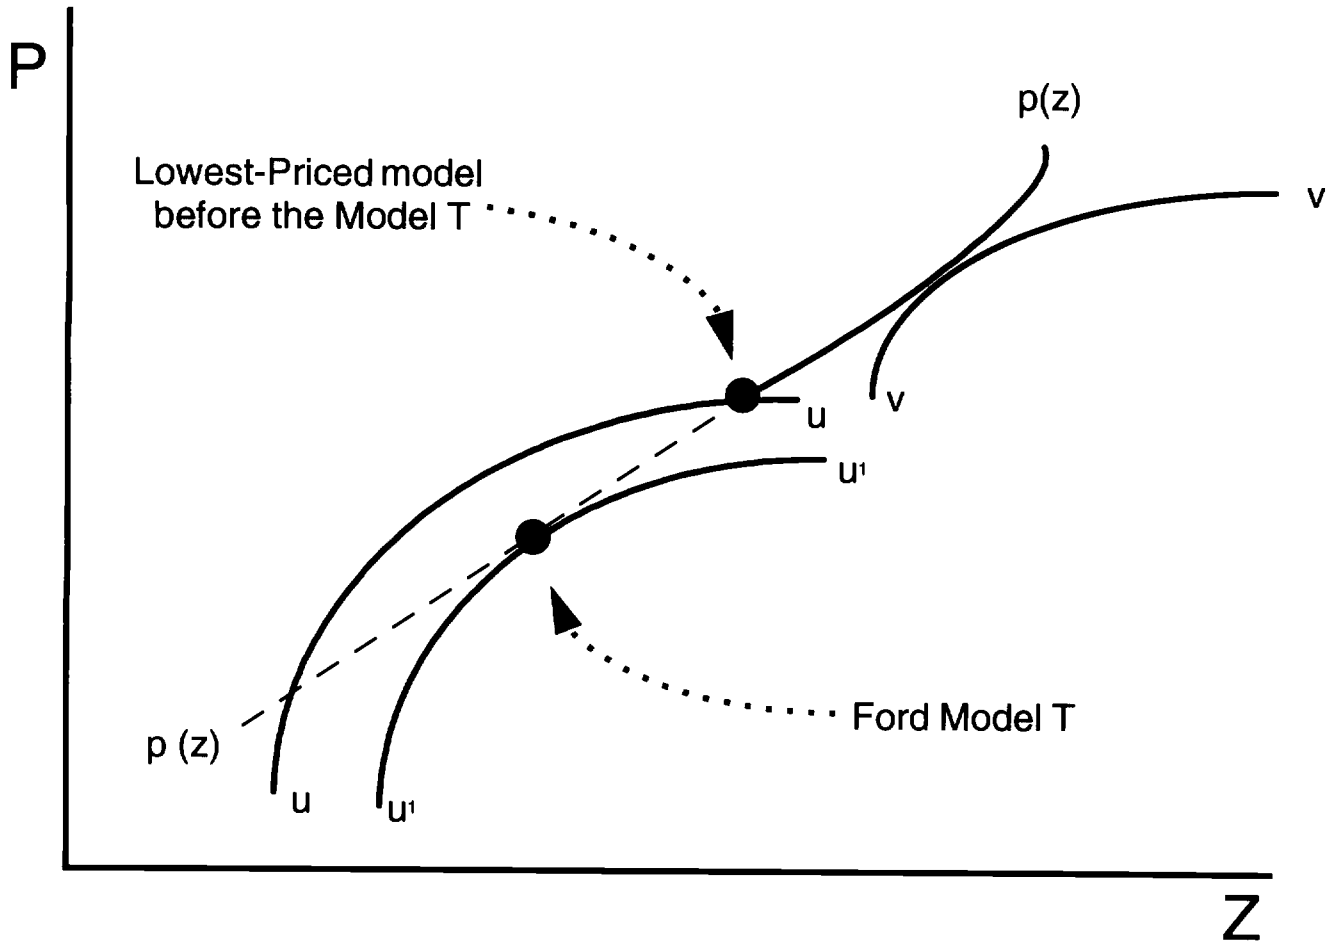 P
p(z)
Lowest-Priced model
before the Model T
v
v
u
u¹
Ford Model T
p (z)
u
u¹
Z